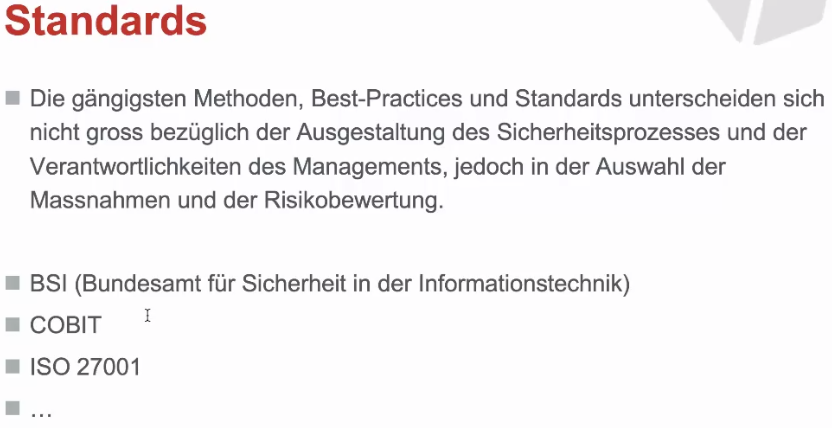 Standards
Die gängigsten Methoden, Best-Practices und Standards unterscheiden sich
nicht gross bezüglich der Ausgestaltung des Sicherheitsprozesses und der
Verantwortlichkeiten des Managements, jedoch in der Auswahl der
Massnahmen und der Risikobewertung.
BSI (Bundesamt für Sicherheit in der Informationstechnik)
COBIT
ISO 27001
…